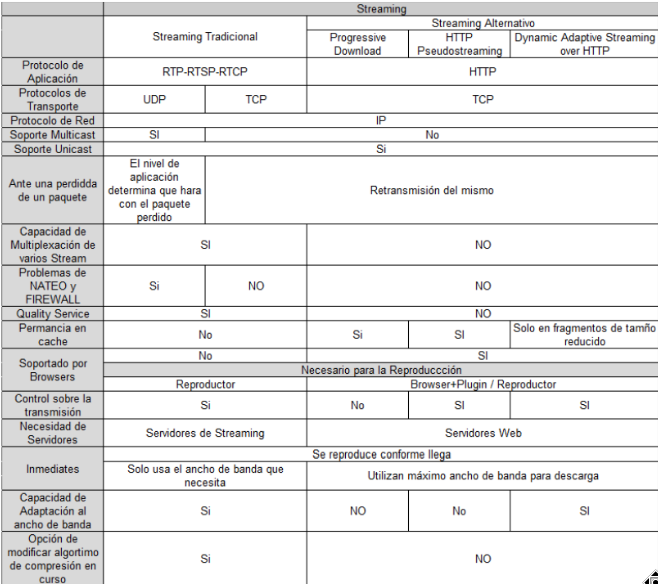 Streaming
Streaming Tradicional
Streaming Alternativo
Progressive
Download
HTTP
Pseudostreaming
Dynamic Adaptive Streaming
over HTTP
Protocolo de
Aplicación
RTP-RTSP-RTCP
HTTP
Protocolos de
Transporte
UDP
TCP
TCP
Protocolo de Red
IP
Soporte Multicast
SI
No
Soporte Unicast
Si
Ante una perdidda
de un paquete
El nivel de
aplicación
determina que hara
con el paquete
perdido
Retransmisión del mismo
Capacidad de
Multiplexación de
varios Stream
SI
NO
Problemas de
NATEO y
FIREWALL
Si
NO
NO
Quality Service
SI
NO
Permancia en
cache
No
Si
SI
Solo en fragmentos de tamño
reducido
Soportado por
Browsers
No
SI
Necesario para la Reproduccción
Reproductor
Browser+Plugin / Reproductor
Control sobre la
transmisión
Si
No
SI
SI
Necesidad de
Servidores
Servidores de Streaming
Servidores Web
Inmediates
Se reproduce conforme llega
Solo usa el ancho de banda que
necesita
Utilizan máximo ancho de banda para descarga
Capacidad de
Adaptación al
ancho de banda
Si
NO
No
SI
Opción de
modificar algortimo
de compresión en
curso
Si
NO